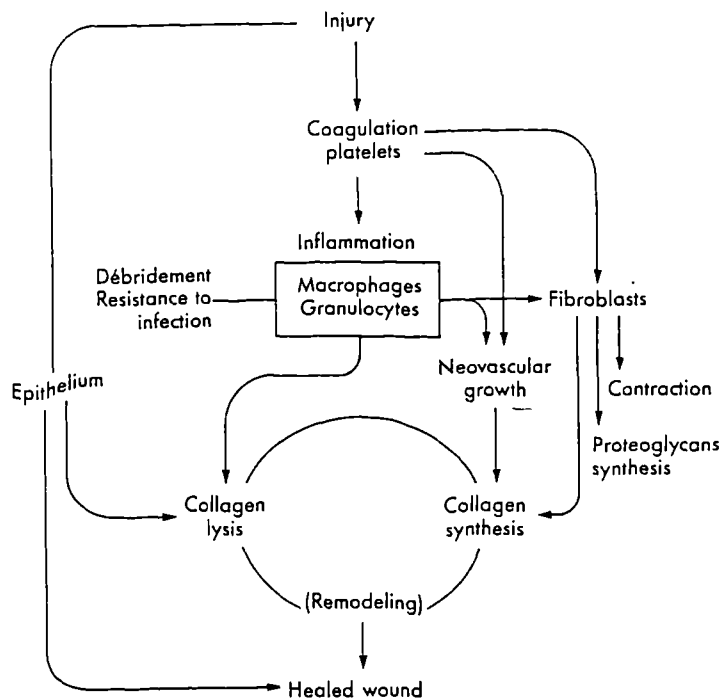 Injury
Coagulation
platelets
Inflammation
Débridement
Resistance to
infection
Macrophages
Granulocytes
Fibroblasts
Epithelium
Neovascular
growth
Contraction
Proteoglycans
synthesis
Collagen
lysis
Collagen
synthesis
(Remodeling)
Healed wound